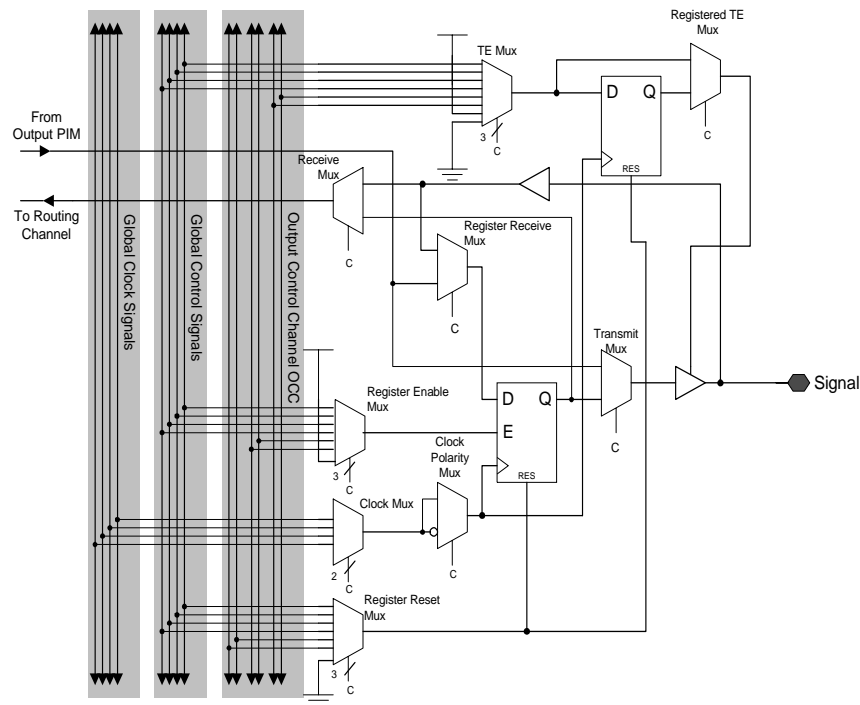 Registered TE
Mux
TE Mux
D Q
RES
3
C
C
From
Output PIM
To Routing
Channel
Receive
Mux
C
Register Receive
Mux
C
Global Clock Signals
Global Control Signals
Output Control Channel OCC
Transmit
Mux
C
Signal
Register Enable
Mux
3
C
D Q
E
RES
Clock
Polarity
Mux
C
Clock Mux
2
C
Register Reset
Mux
3
C